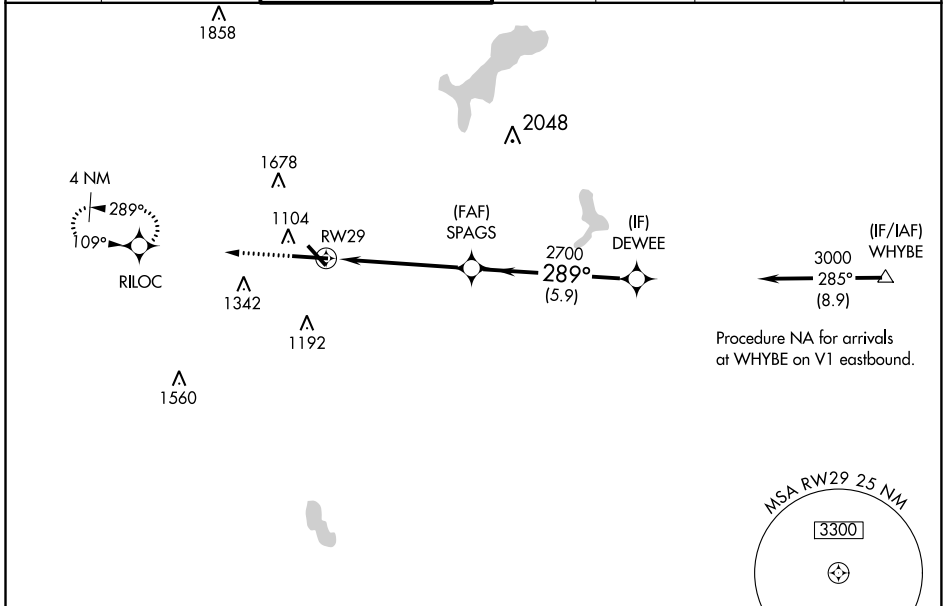 1858
2048
1678
4 NM
289°
109°
RILOC
1104
RW29
(FAF)
SPAGS
(IF)
DEWEE
2700
289°
(5.9)
(IF/IAF)
WHYBE
3000
285°
(8.9)
1342
1192
1560
Procedure NA for arrivals
at WHYBE on V1 eastbound.
MSA RW29 25 NM
3300